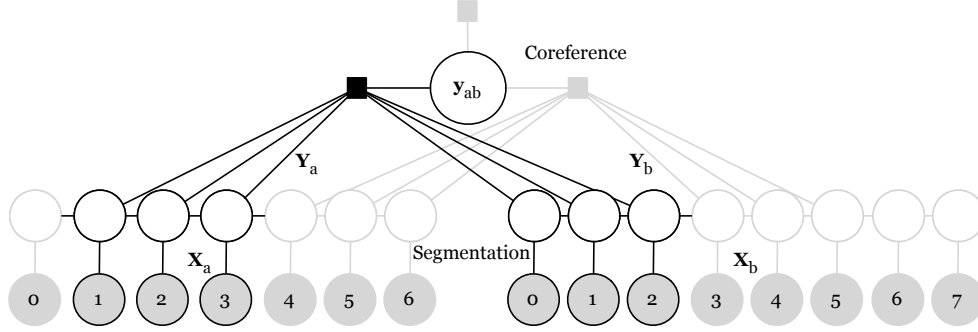 Coreference
y_ab
Y_a
Y_b
Segmentation
X_a
X_b
0 1 2 3 4 5 6 0 1 2 3 4 5 6 7